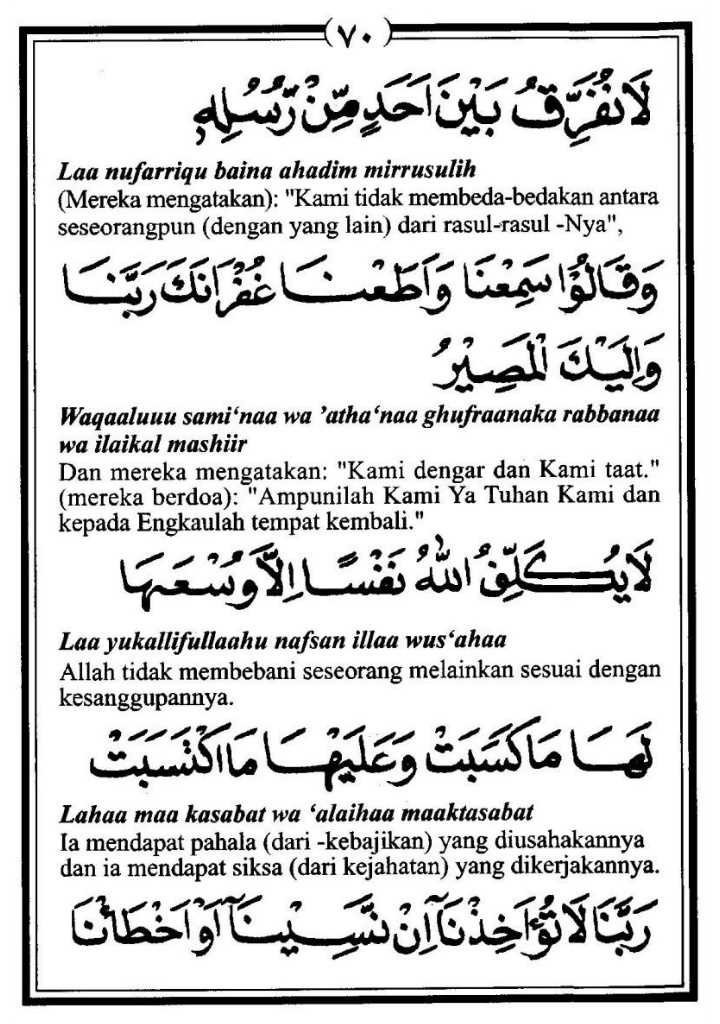 (٧٠)
لَانُفَرِّقُ بَيْنَ اَحَدٍ مِّنْ رُّسُلِهٖ
Laa nufarriqu baina ahadim mirrusulih
(Mereka mengatakan): "Kami tidak membeda-bedakan antara
seseorangpun (dengan yang lain) dari rasul-rasul -Nya",
وَقَالُوْا سَمِعْنَا وَاَطَعْنَا غُفْرَانَكَ رَبَّنَا
وَاِلَيْكَ الْمَصِيْرُ
Waqaaluuu sami‘naa wa ’atha‘naa ghufraanaka rabbanaa
wa ilaikal mashiir
Dan mereka mengatakan: "Kami dengar dan Kami taat."
(mereka berdoa): "Ampunilah Kami Ya Tuhan Kami dan
kepada Engkaulah tempat kembali."
لَايُكَلِّفُ اللّٰهُ نَفْسًا اِلَّا وُسْعَهَا
Laa yukallifullaahu nafsan illaa wus‘ahaa
Allah tidak membebani seseorang melainkan sesuai dengan
kesanggupannya.
لَهَا مَاكَسَبَتْ وَعَلَيْهَا مَااكْتَسَبَتْ
Lahaa maa kasabat wa ‘alaihaa maaktasabat
Ia mendapat pahala (dari -kebajikan) yang diusahakannya
dan ia mendapat siksa (dari kejahatan) yang dikerjakannya.
رَبَّنَا لَا تُؤَاخِذْنَآ اِنْ نَّسِيْنَآ اَوْ اَخْطَأْنَا